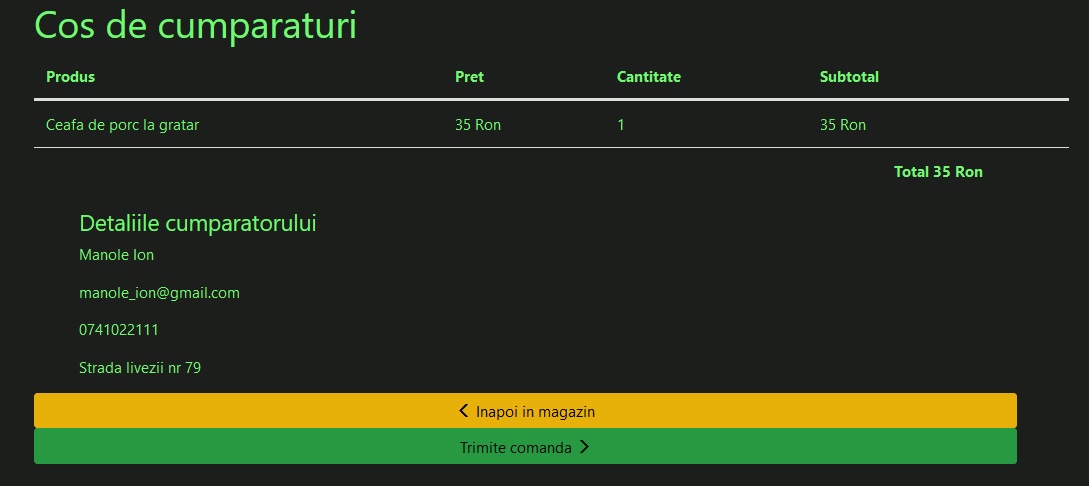 Cos de cumparaturi
Produs Pret Cantitate Subtotal
Ceafa de porc la gratar 35 Ron 1 35 Ron
Total 35 Ron
Detaliile cumparatorului
Manole Ion
manole_ion@gmail.com
0741022111
Strada livezii nr 79
Inapoi in magazin
Trimite comanda